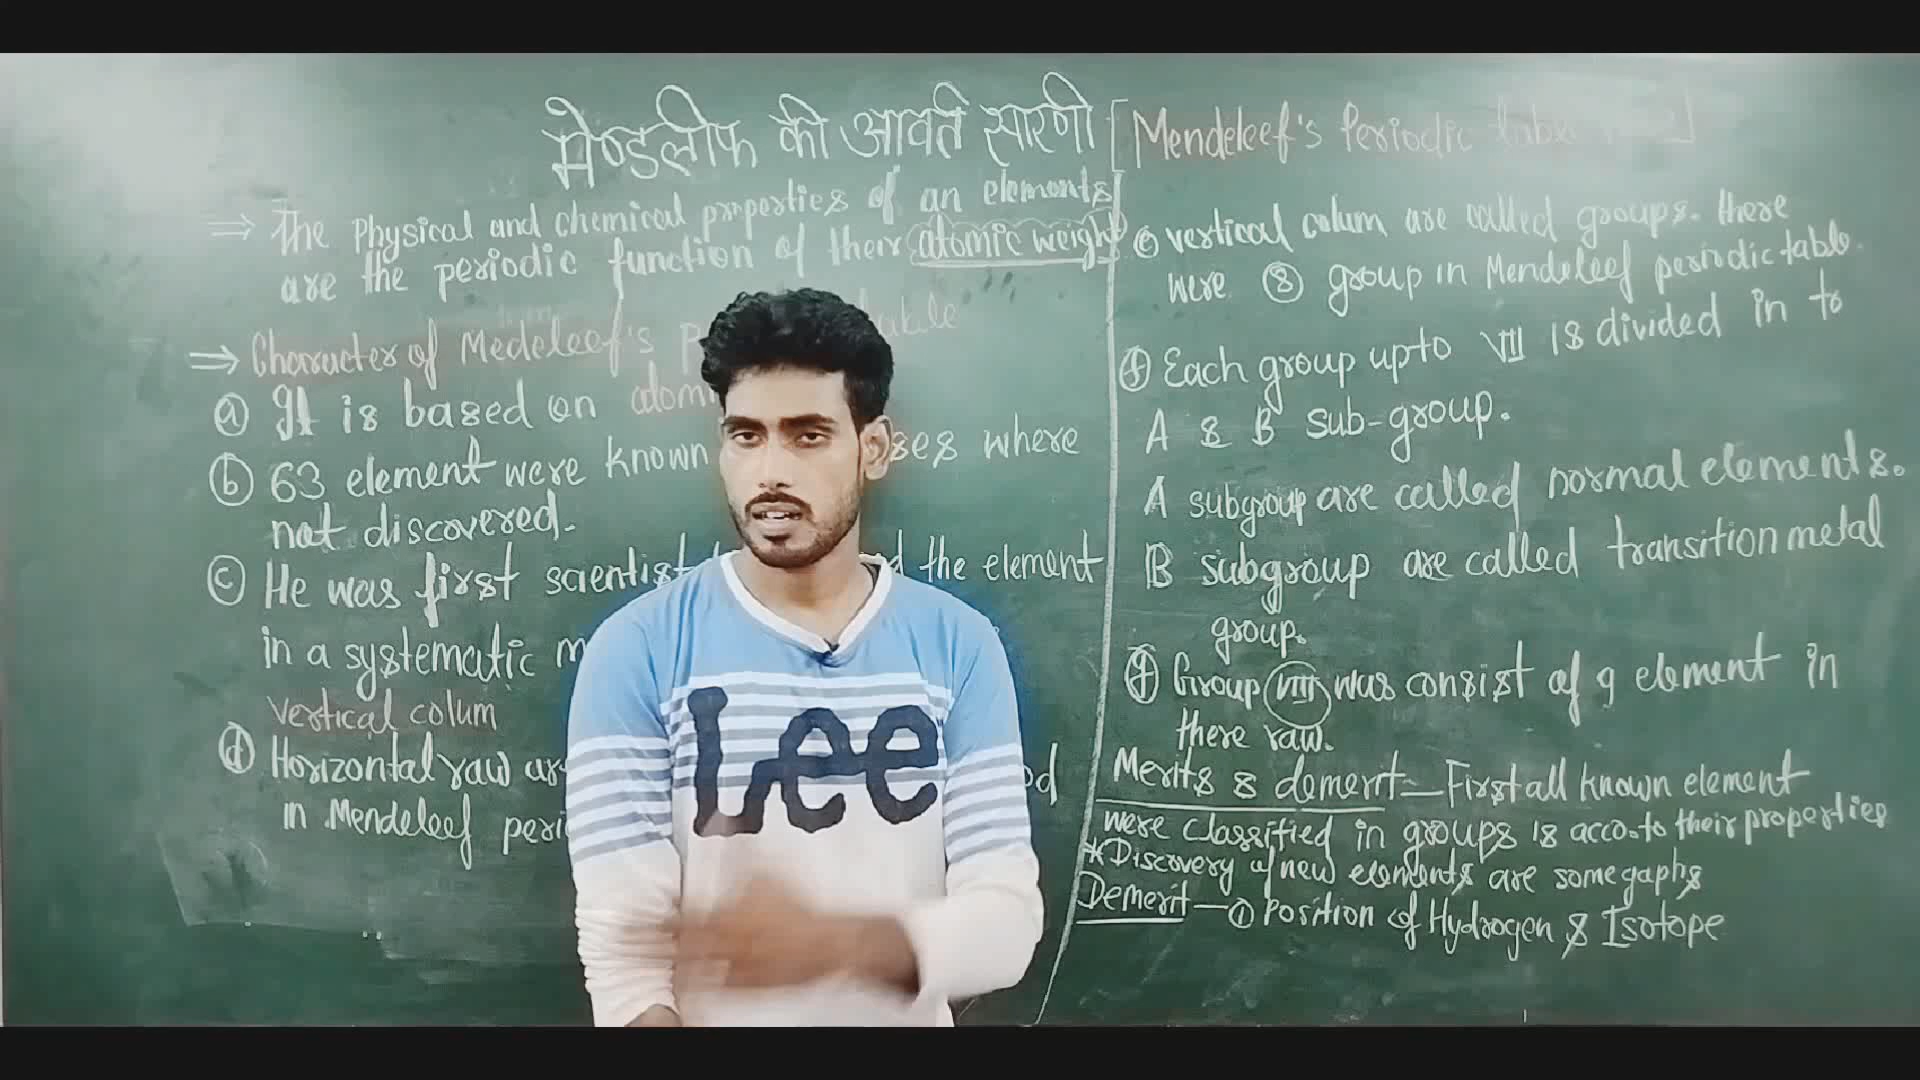 मेण्डलीफ की आवर्त सारणी [Mendeleef's Periodic table]
⇒ The Physical and chemical properties of an elements
are the periodic function of their atomic weight
⇒ Character of Medeleef's table
(a) It is based on
(b) 63 element were known where
not discovered.
(c) He was first scientist the element
in a systematic
vertical colum
(d) Horizontal raw
in Mendeleef
(e) vertical colum are called groups. there
were (8) group in Mendeleef periodic table.
(f) Each group upto VIII is divided in to
A & B sub-group.
A subgroup are called normal elements.
B subgroup are called transition metal
group.
(g) Group VIII was consist of 9 element in
there raw.
Merits & demerit — First all known element
were classified in groups is acco. to their properties
*Discovery of new elements are some gaphs
Demerit — (1) Position of Hydrogen & Isotope
Lee